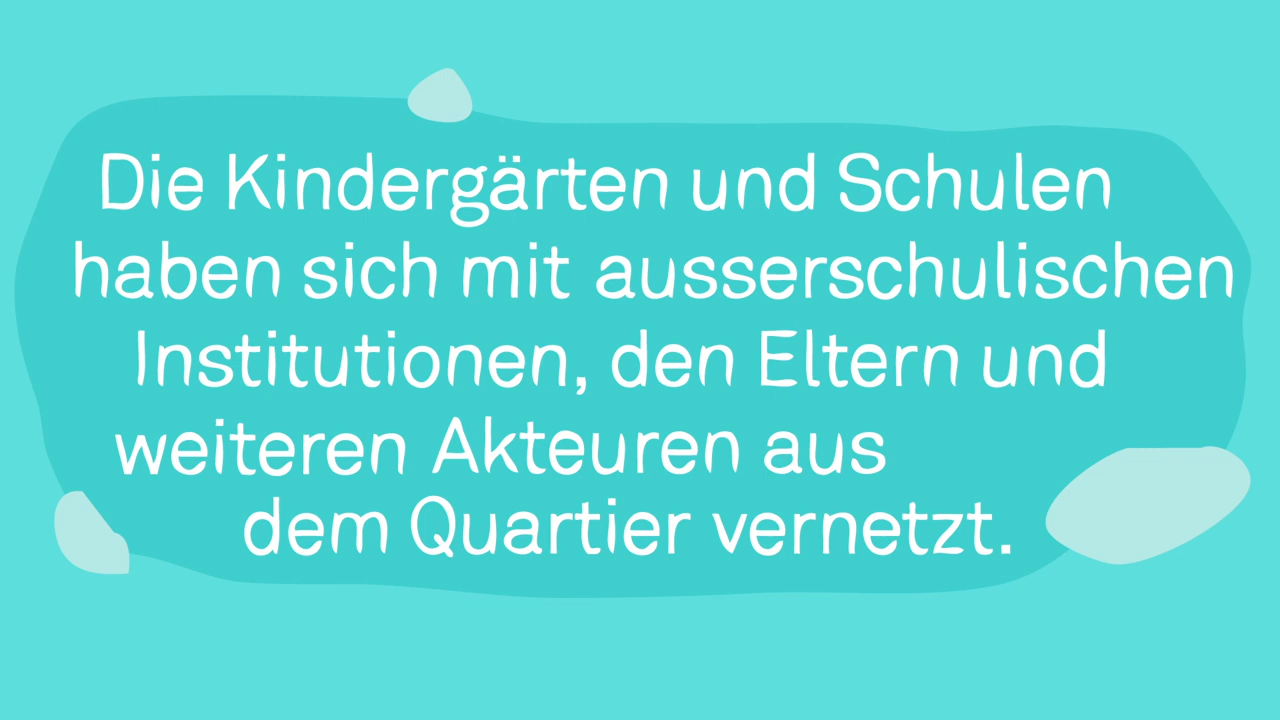 Die Kindergärten und Schulen
haben sich mit ausserschulischen
Institutionen, den Eltern und
weiteren Akteuren aus
dem Quartier vernetzt.